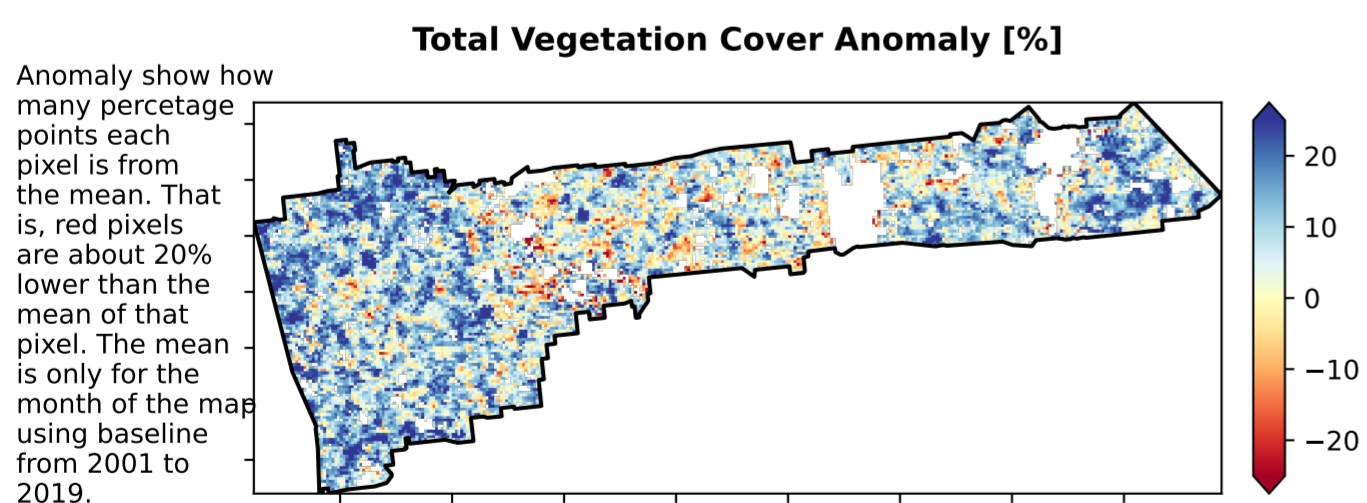 Total Vegetation Cover Anomaly [%]
Anomaly show how
many percetage
points each
pixel is from
the mean. That
is, red pixels
are about 20%
lower than the
mean of that
pixel. The mean
is only for the
month of the map
using baseline
from 2001 to
2019.
20
10
0
−10
−20